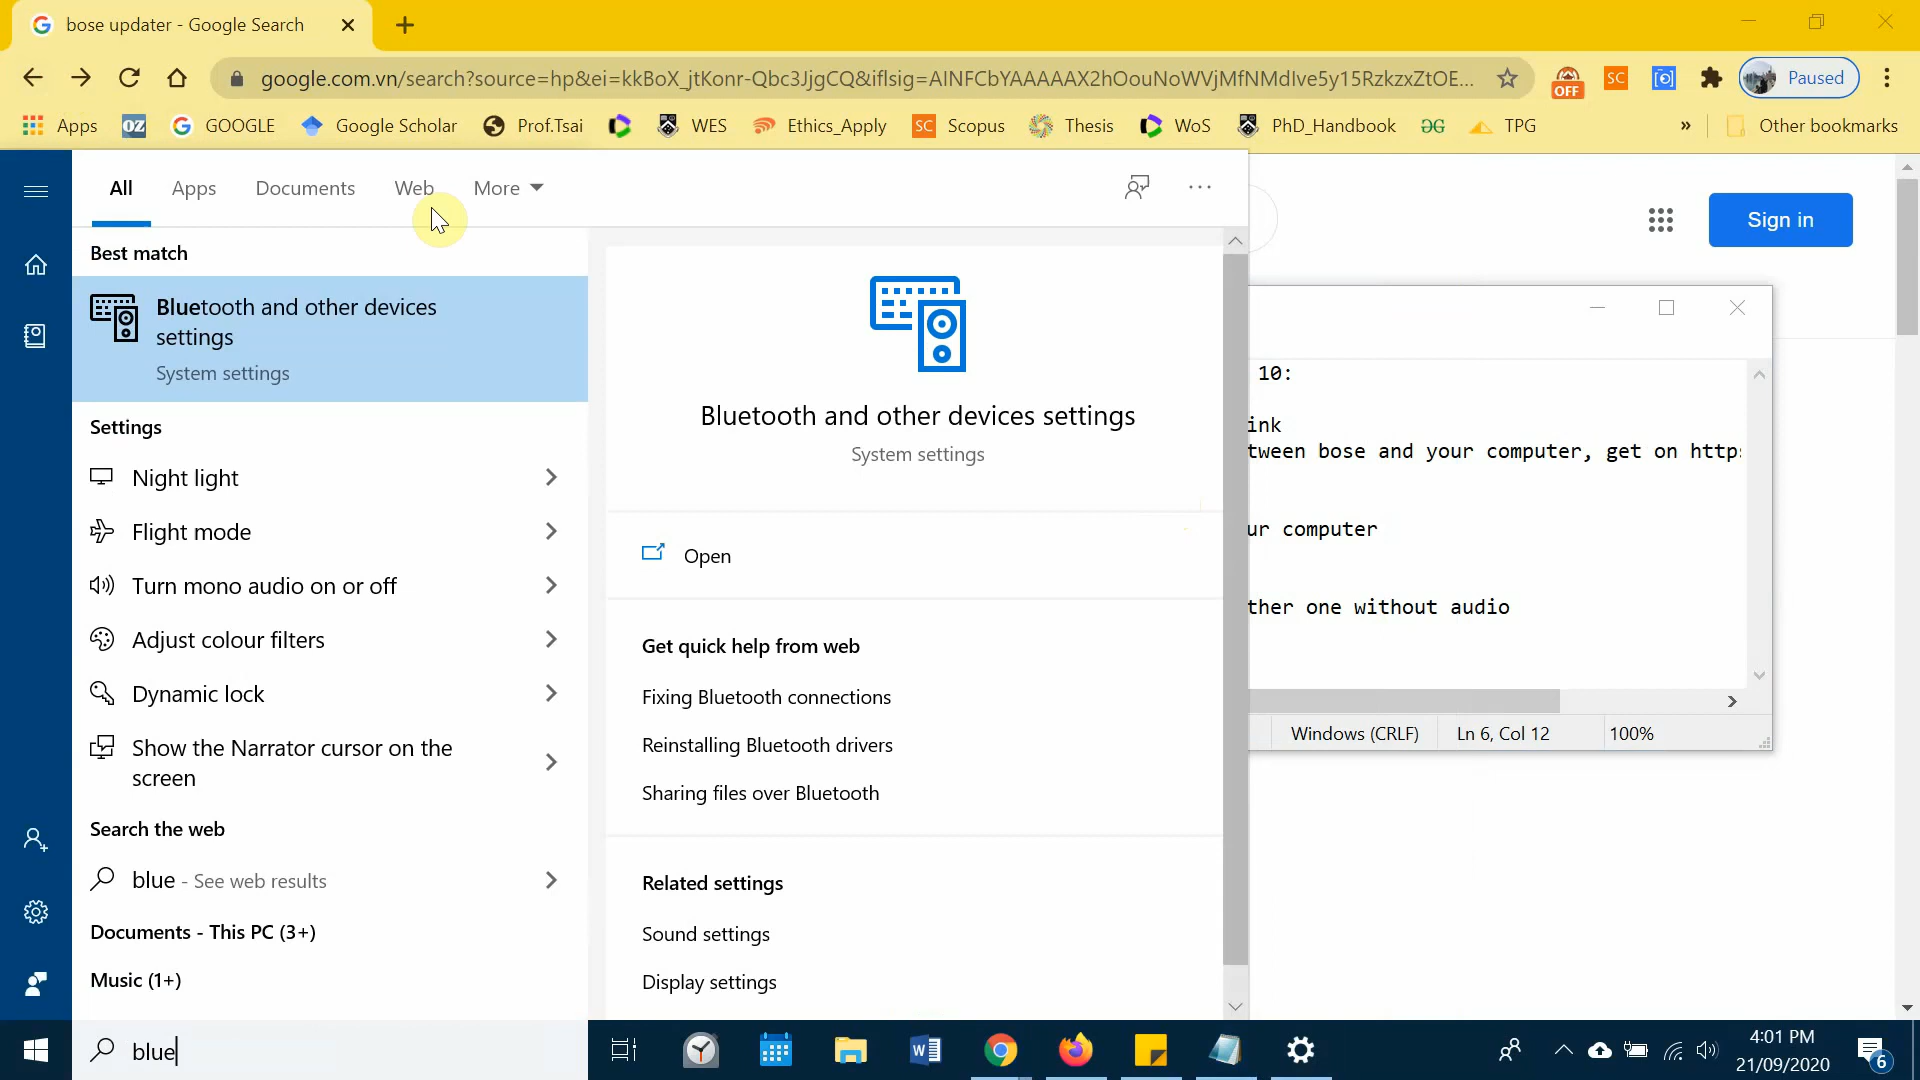 bose updater - Google Search
google.com.vn/search?source=hp&ei=kkBoX_jtKonr-Qbc3JjgCQ&iflsig=AINFCbYAAAAAX2hOouNoWVjMfNMdIve5y15RzkzxZtOE...
OFF
SC
Paused
Apps
OZ
GOOGLE
Google Scholar
Prof.Tsai
WES
Ethics_Apply
SC
Scopus
Thesis
WoS
PhD_Handbook
TPG
»
Other bookmarks
All
Apps
Documents
Web
More
Sign in
Best match
Bluetooth and other devices
settings
System settings
Settings
Night light
Flight mode
Turn mono audio on or off
Adjust colour filters
Dynamic lock
Show the Narrator cursor on the
screen
Search the web
blue - See web results
Documents - This PC (3+)
Music (1+)
Bluetooth and other devices settings
System settings
Open
Get quick help from web
Fixing Bluetooth connections
Reinstalling Bluetooth drivers
Sharing files over Bluetooth
Related settings
Sound settings
Display settings
10:
ink
tween bose and your computer, get on http:
ur computer
ther one without audio
Windows (CRLF)
Ln 6, Col 12
100%
blue
4:01 PM
21/09/2020
6